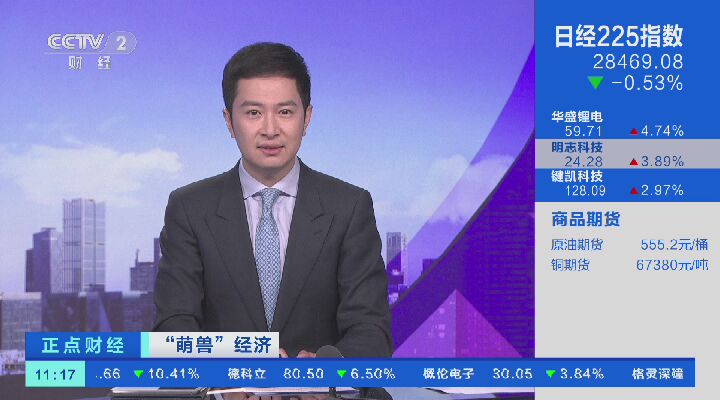 CCTV 2
财经
日经225指数
28469.08
▼ -0.53%
华盛锂电
59.71 ▲4.74%
明志科技
24.28 ▲3.89%
键凯科技
128.09 ▲2.97%
商品期货
原油期货 555.2元/桶
铜期货 67380元/吨
正点财经 “萌兽”经济
11:17 ..66 ▼10.41% 德科立 80.50 ▼6.50% 概伦电子 30.05 ▼3.84% 格灵深瞳